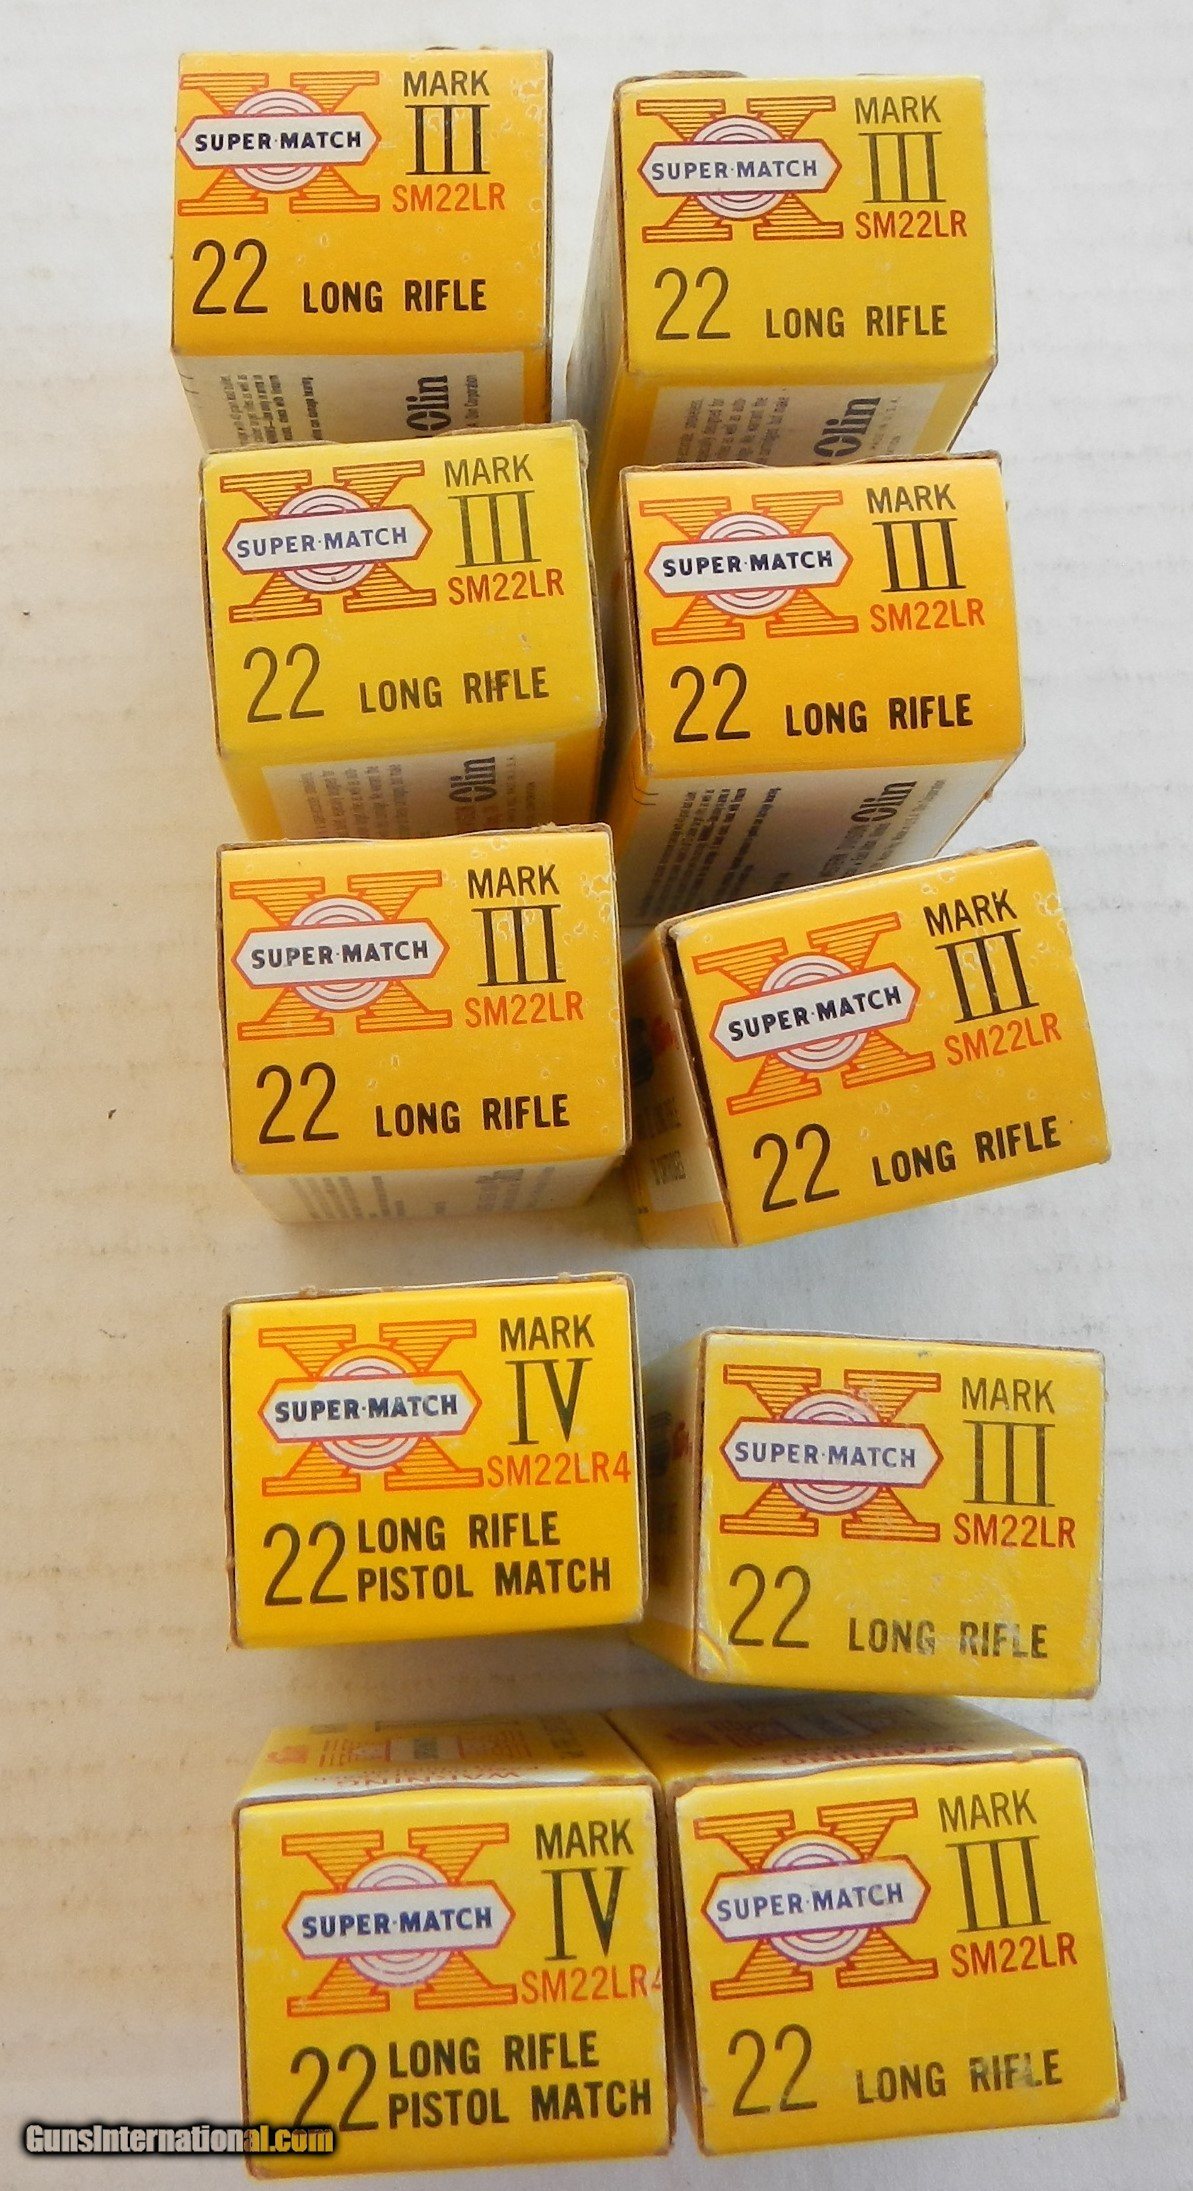 MARK
III
SUPER·MATCH
SM22LR
22 LONG RIFLE
Olin
MARK
III
SUPER·MATCH
SM22LR
22 LONG RIFLE
Olin
MARK
III
SUPER·MATCH
SM22LR
22 LONG RIFLE
Olin
MARK
III
SUPER·MATCH
SM22LR
22 LONG RIFLE
Olin
MARK
III
SUPER·MATCH
SM22LR
22 LONG RIFLE
MARK
III
SUPER·MATCH
SM22LR
22 LONG RIFLE
MARK
IV
SUPER·MATCH
SM22LR4
22 LONG RIFLE
PISTOL MATCH
MARK
III
SUPER·MATCH
SM22LR
22 LONG RIFLE
WARNING
MARK
IV
SUPER·MATCH
SM22LR4
22 LONG RIFLE
PISTOL MATCH
WARNING
MARK
III
SUPER·MATCH
SM22LR
22 LONG RIFLE
GunsInternational.com